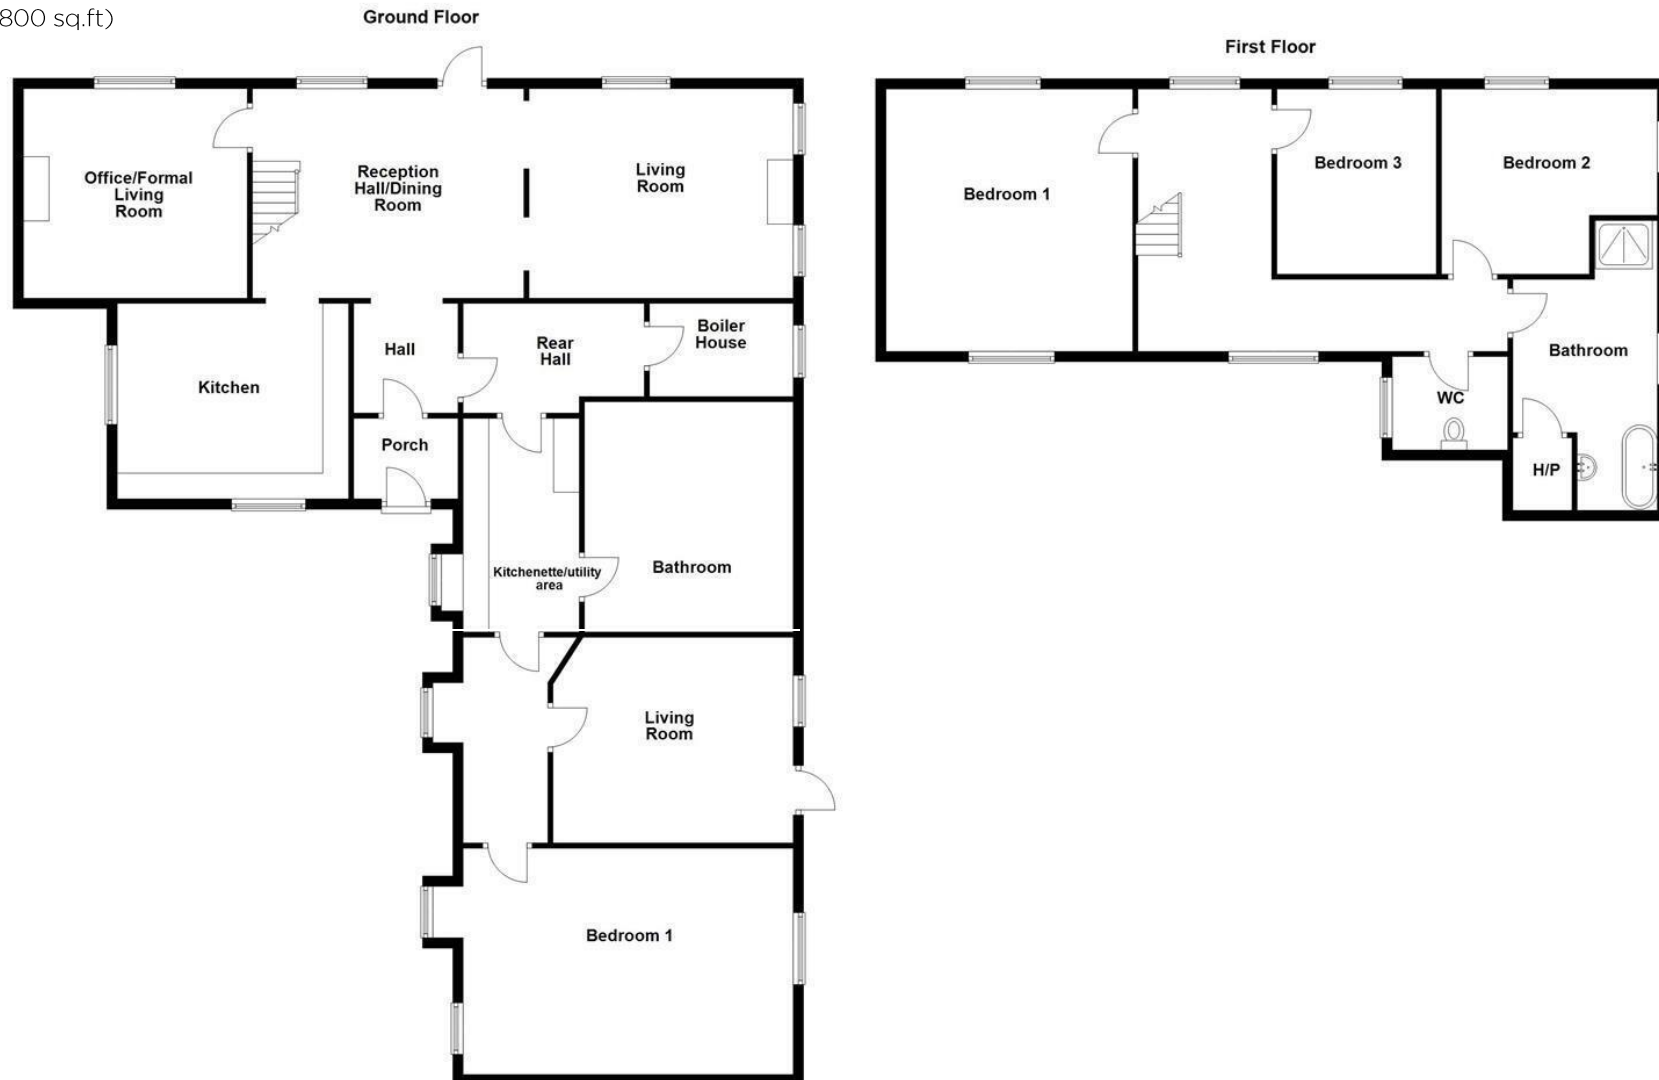 800 sq.ft)
Ground Floor
First Floor
Office/Formal
Living
Room
Reception
Hall/Dining
Room
Living
Room
Kitchen
Hall
Rear
Hall
Boiler
House
Porch
Kitchenette/utility
area
Bathroom
Living
Room
Bedroom 1
Bedroom 1
Bedroom 3
Bedroom 2
Bathroom
WC
H/P